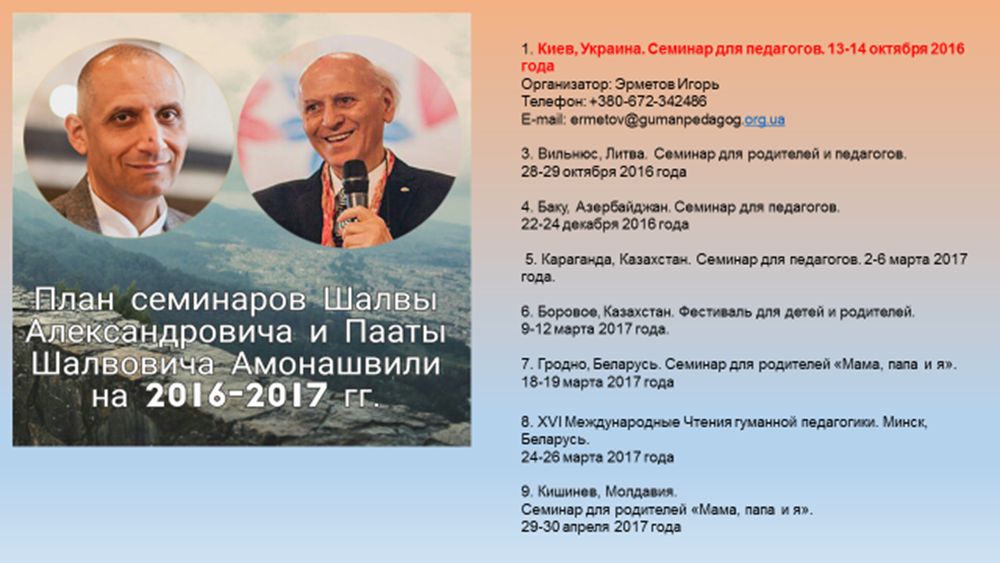 План семинаров Шалвы
Александровича и Пааты
Шалвовича Амонашвили
на 2016-2017 гг.
1. Киев, Украина. Семинар для педагогов. 13-14 октября 2016
года
Организатор: Эрметов Игорь
Телефон: +380-672-342486
E-mail: ermetov@gumanpedagog.org.ua
3. Вильнюс, Литва. Семинар для родителей и педагогов.
28-29 октября 2016 года
4. Баку, Азербайджан. Семинар для педагогов.
22-24 декабря 2016 года
5. Караганда, Казахстан. Семинар для педагогов. 2-6 марта 2017
года.
6. Боровое, Казахстан. Фестиваль для детей и родителей.
9-12 марта 2017 года.
7. Гродно, Беларусь. Семинар для родителей «Мама, папа и я».
18-19 марта 2017 года
8. XVI Международные Чтения гуманной педагогики. Минск,
Беларусь.
24-26 марта 2017 года
9. Кишинев, Молдавия.
Семинар для родителей «Мама, папа и я».
29-30 апреля 2017 года